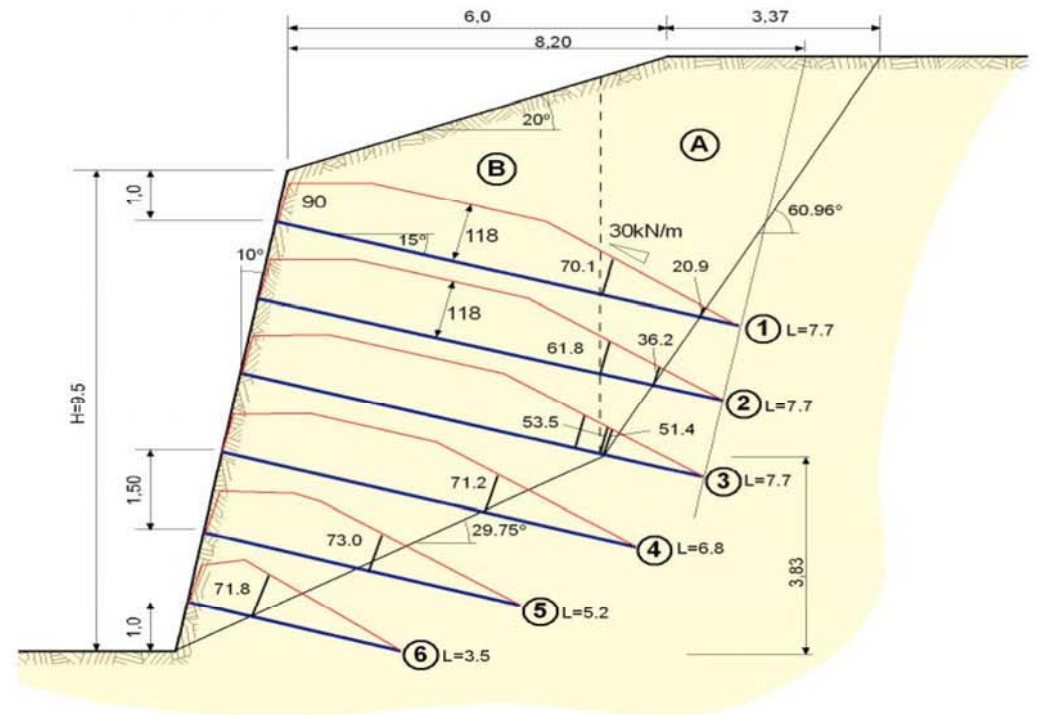 6,0
3,37
8,20
20°
A
B
1,0
90
60.96°
30kN/m
15°
118
10°
70.1
20.9
118
1 L=7.7
61.8
36.2
H=9.5
2 L=7.7
53.5
51.4
3 L=7.7
1,50
71.2
29.75°
73.0
4 L=6.8
3,83
71.8
5 L=5.2
1,0
6 L=3.5